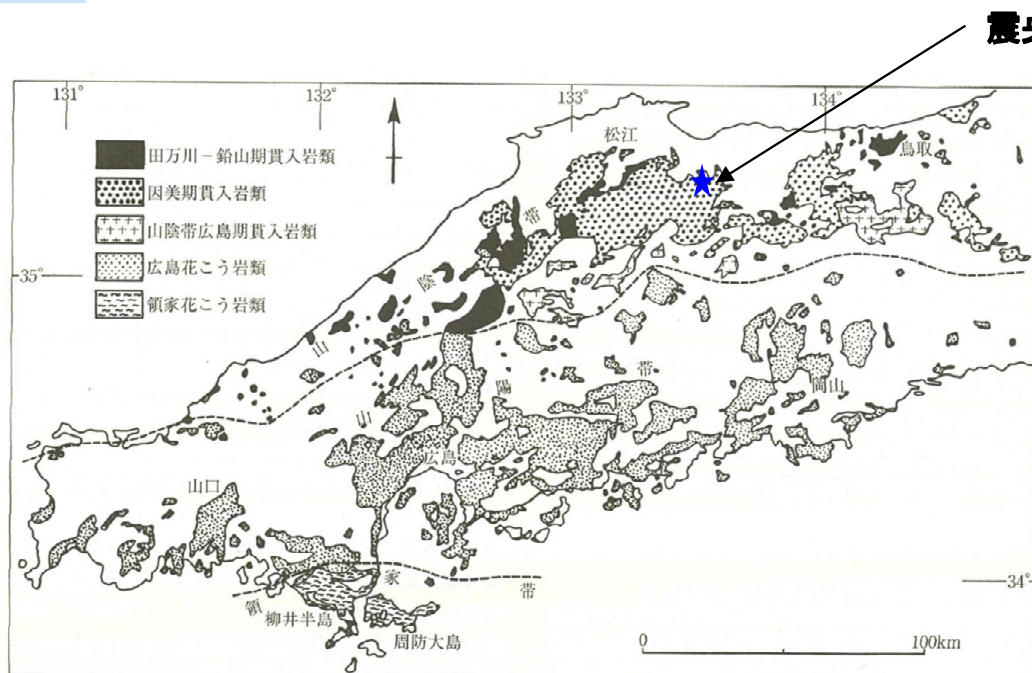 震
131°
132°
133°
134°
松江
鳥取
田万川－鉛山期貫入岩類
因美期貫入岩類
山陰帯広島期貫入岩類
広島花こう岩類
領家花こう岩類
35°
山陰帯
山陽帯
岡山
広島
山口
34°
領家帯
柳井半島
周防大島
0 100km